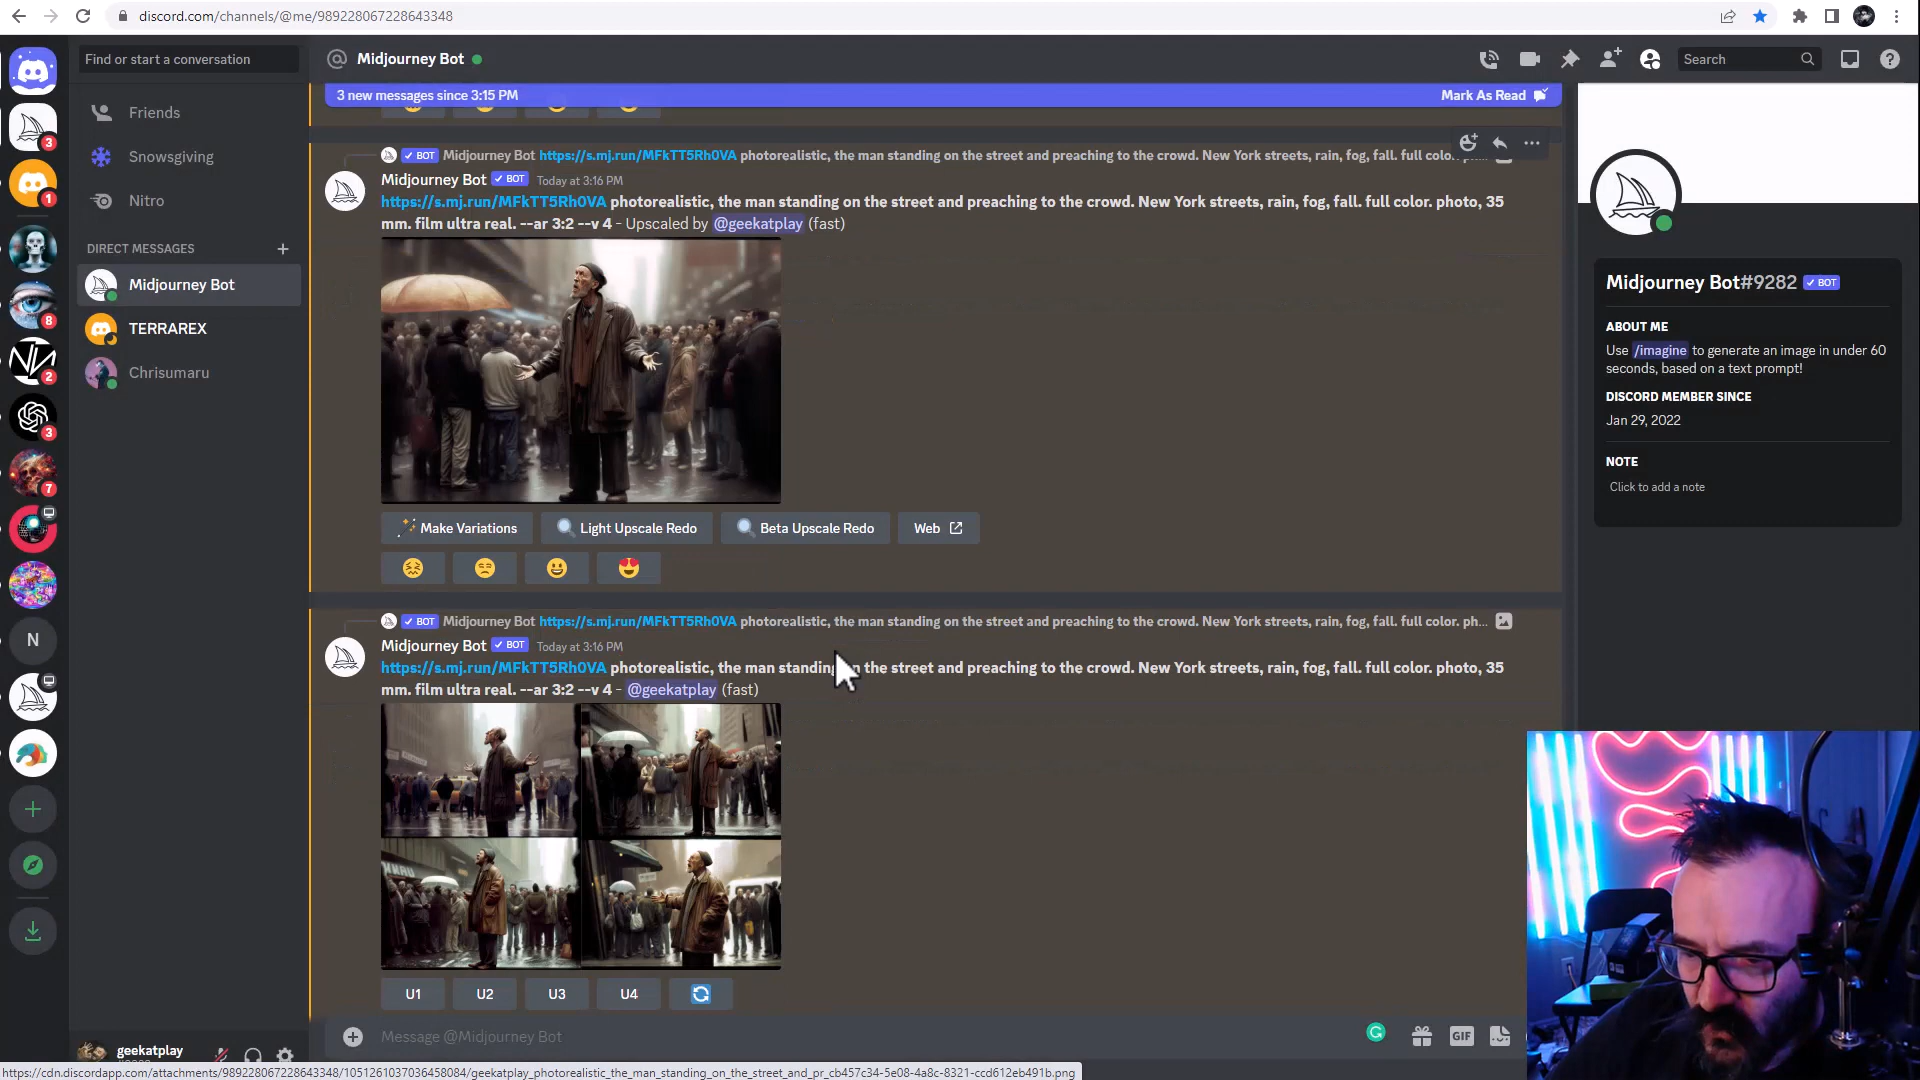 discord.com/channels/@me/989228067228643348
Find or start a conversation
Midjourney Bot
Search
3 new messages since 3:15 PM
Mark As Read
Friends
Snowsgiving
Nitro
DIRECT MESSAGES
Midjourney Bot
TERRAREX
Chrisumaru
3
1
8
2
3
7
N
geekatplay
BOT Midjourney Bot https://s.mj.run/MFkTT5Rh0VA photorealistic, the man standing on the street and preaching to the crowd. New York streets, rain, fog, fall. full color.
Midjourney Bot BOT Today at 3:16 PM
https://s.mj.run/MFkTT5Rh0VA photorealistic, the man standing on the street and preaching to the crowd. New York streets, rain, fog, fall. full color. photo, 35
mm. film ultra real. --ar 3:2 --v 4 - Upscaled by @geekatplay (fast)
Make Variations
Light Upscale Redo
Beta Upscale Redo
Web
BOT Midjourney Bot https://s.mj.run/MFkTT5Rh0VA photorealistic, the man standing on the street and preaching to the crowd. New York streets, rain, fog, fall. full color. ph...
Midjourney Bot BOT Today at 3:16 PM
https://s.mj.run/MFkTT5Rh0VA photorealistic, the man standing on the street and preaching to the crowd. New York streets, rain, fog, fall. full color. photo, 35
mm. film ultra real. --ar 3:2 --v 4 - @geekatplay (fast)
U1
U2
U3
U4
Message @Midjourney Bot
GIF
Midjourney Bot#9282 BOT
ABOUT ME
Use /imagine to generate an image in under 60
seconds, based on a text prompt!
DISCORD MEMBER SINCE
Jan 29, 2022
NOTE
Click to add a note
https://cdn.discordapp.com/attachments/989228067228643348/1051261037036458084/geekatplay_photorealistic_the_man_standing_on_the_street_and_pr_cb457c34-5e08-4a8c-8321-ccd612eb491b.png